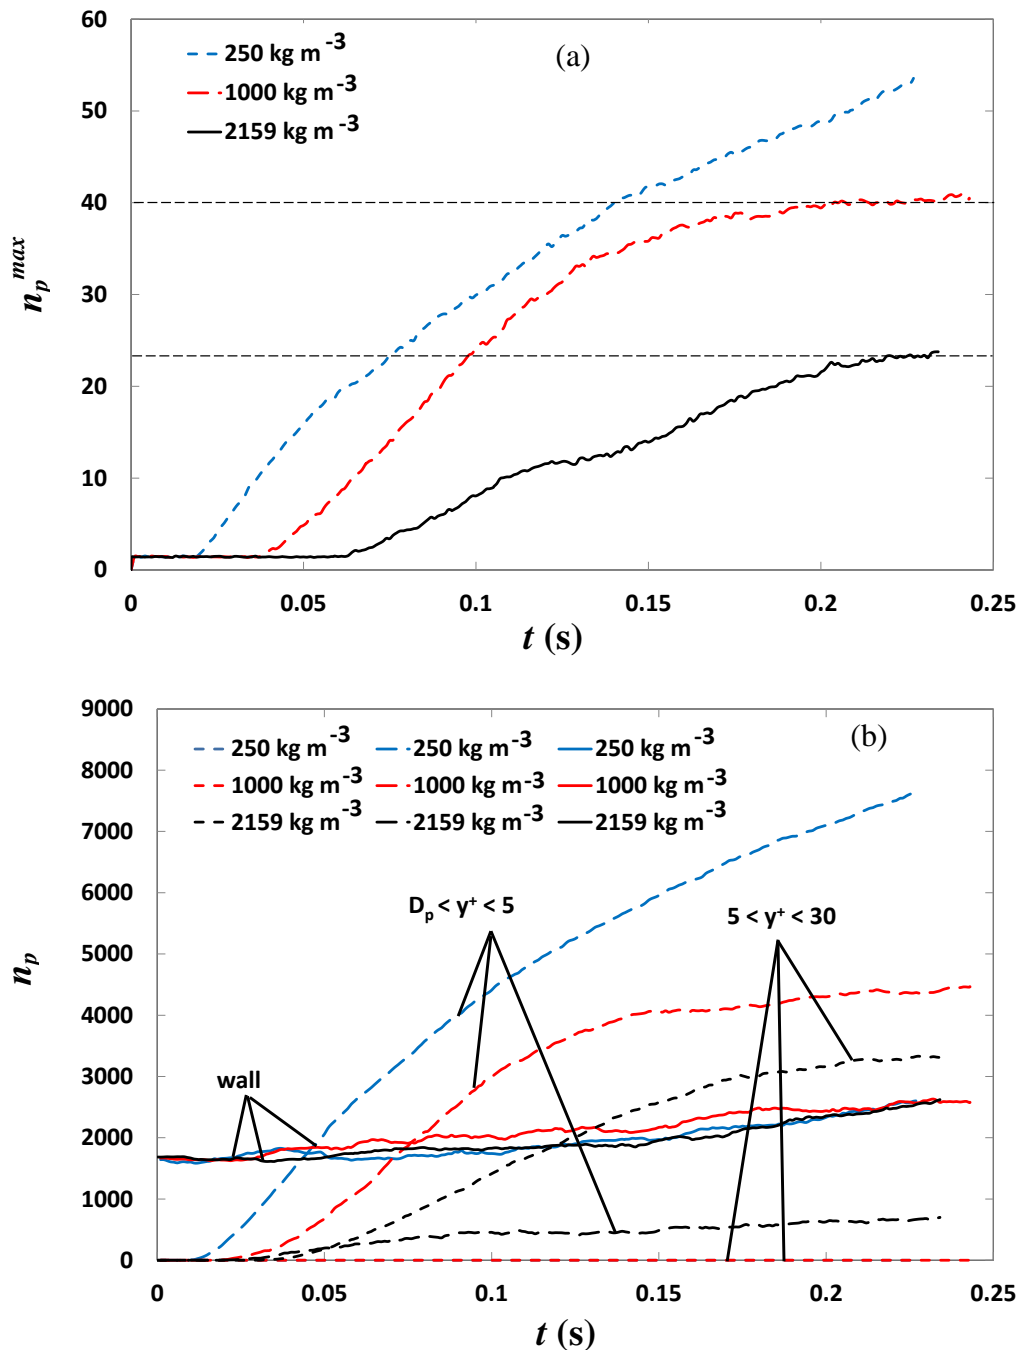 60
50
40
30
20
10
0
n_p^max
250 kg m^-3
1000 kg m^-3
2159 kg m^-3
(a)
0 0.05 0.1 0.15 0.2 0.25
t (s)
9000
8000
7000
6000
5000
4000
3000
2000
1000
0
n_p
250 kg m^-3 250 kg m^-3 250 kg m^-3
1000 kg m^-3 1000 kg m^-3 1000 kg m^-3
2159 kg m^-3 2159 kg m^-3 2159 kg m^-3
(b)
D_p < y^+ < 5
5 < y^+ < 30
wall
0 0.05 0.1 0.15 0.2 0.25
t (s)